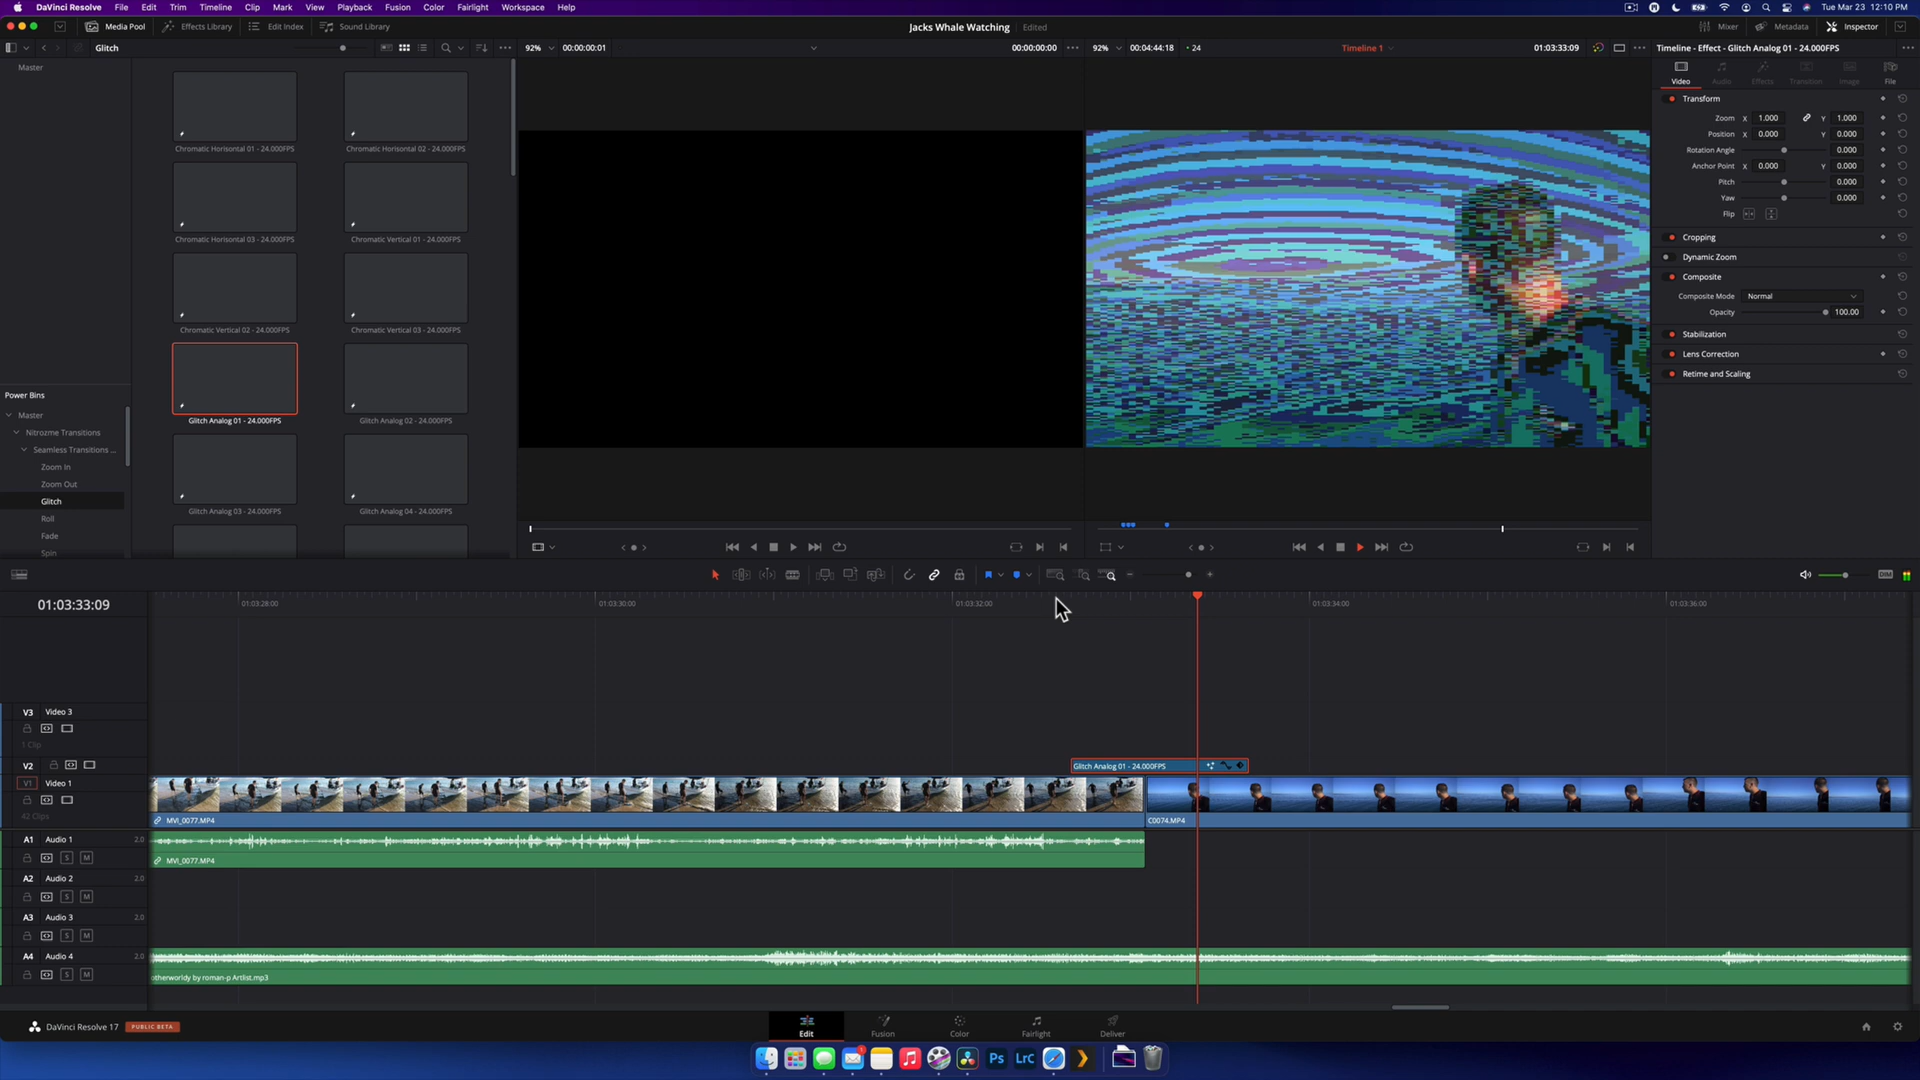 DaVinci Resolve File Edit Trim Timeline Clip Mark View Playback Fusion Color Fairlight Workspace Help Tue Mar 23 12:10 PM
Media Pool Effects Library Edit Index Sound Library Jacks Whale Watching Edited Mixer Metadata Inspector
Glitch 92% 00:00:00:01 00:00:00:00 92% 00:04:44:18 24 Timeline 1 01:03:33:09 Timeline - Effect - Glitch Analog 01 - 24.000FPS
Master
Video Audio Effects Transition Image File
Transform
Zoom X 1.000 Y 1.000
Position X 0.000 Y 0.000
Rotation Angle 0.000
Anchor Point X 0.000 Y 0.000
Pitch 0.000
Yaw 0.000
Flip
Cropping
Dynamic Zoom
Composite
Composite Mode Normal
Opacity 100.00
Stabilization
Lens Correction
Retime and Scaling
Chromatic Horisontal 01 - 24.000FPS Chromatic Horisontal 02 - 24.000FPS
Chromatic Horisontal 03 - 24.000FPS Chromatic Vertical 01 - 24.000FPS
Chromatic Vertical 02 - 24.000FPS Chromatic Vertical 03 - 24.000FPS
Glitch Analog 01 - 24.000FPS Glitch Analog 02 - 24.000FPS
Glitch Analog 03 - 24.000FPS Glitch Analog 04 - 24.000FPS
Power Bins
Master
Nitrozme Transitions
Seamless Transitions ...
Zoom In
Zoom Out
Glitch
Roll
Fade
Spin
DIM
01:03:33:09 01:03:28:00 01:03:30:00 01:03:32:00 01:03:34:00 01:03:36:00
V3 Video 3
1 Clip
V2
Glitch Analog 01 - 24.000FPS
V1 Video 1
42 Clips
MVI_0077.MP4 C0074.MP4
A1 Audio 1 2.0
S M
MVI_0077.MP4
A2 Audio 2 2.0
S M
A3 Audio 3 2.0
S M
A4 Audio 4 2.0
S M
otherworldly by roman-p Artlist.mp3
DaVinci Resolve 17 PUBLIC BETA
Edit Fusion Color Fairlight Deliver
Ps LrC